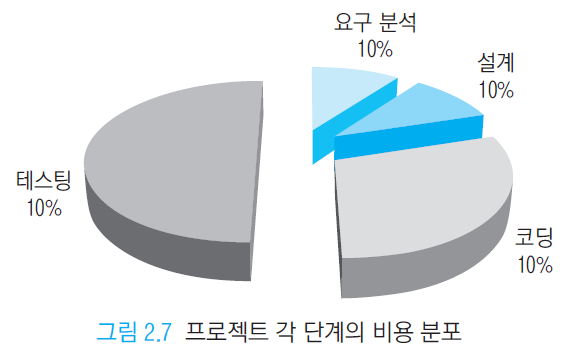 요구 분석
10%
설계
10%
테스팅
10%
코딩
10%
그림 2.7 프로젝트 각 단계의 비용 분포